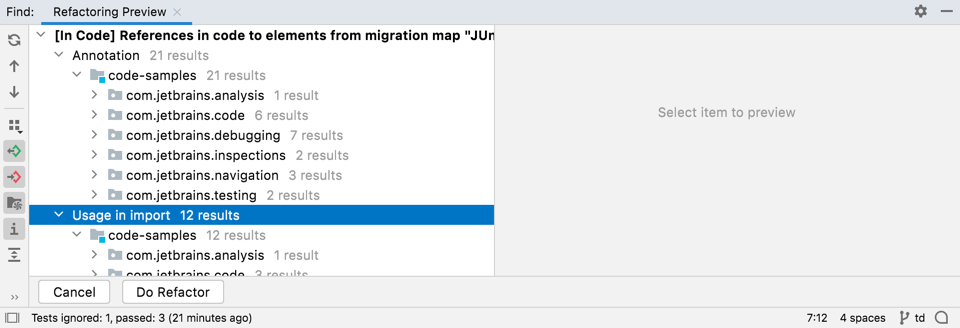 Find: Refactoring Preview
[In Code] References in code to elements from migration map "JUn
Annotation 21 results
code-samples 21 results
com.jetbrains.analysis 1 result
com.jetbrains.code 6 results
com.jetbrains.debugging 7 results
com.jetbrains.inspections 2 results
com.jetbrains.navigation 3 results
com.jetbrains.testing 2 results
Usage in import 12 results
code-samples 12 results
com.jetbrains.analysis 1 result
com.jetbrains.code 3 results
Select item to preview
Cancel Do Refactor
Tests ignored: 1, passed: 3 (21 minutes ago) 7:12 4 spaces td